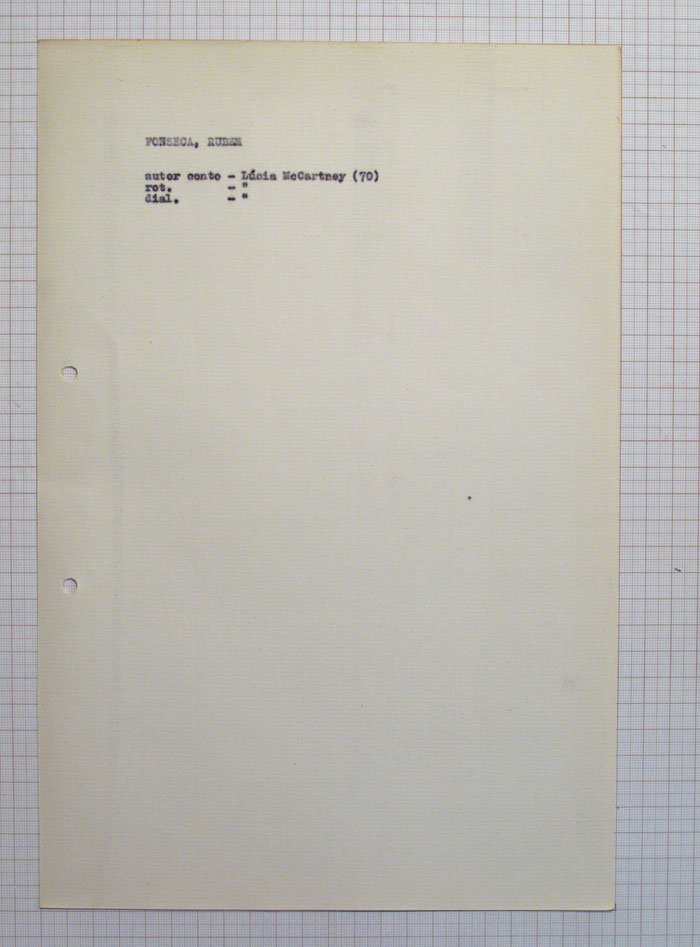 FONSECA, RUBEM
autor conto - Lúcia McCartney (70)
rot. - "
dial. - "